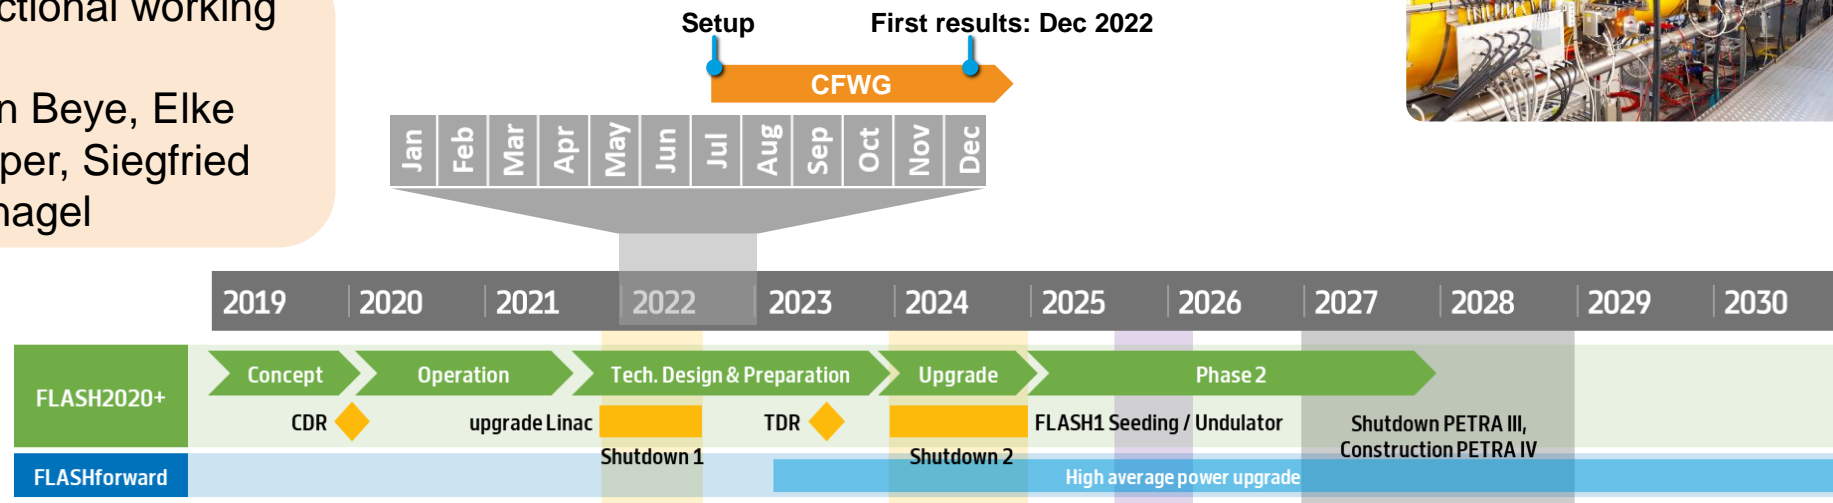 ctional working
n Beye, Elke
per, Siegfried
nagel
Setup
First results: Dec 2022
CFWG
Jan Feb Mar Apr May Jun Jul Aug Sep Oct Nov Dec
2019 2020 2021 2022 2023 2024 2025 2026 2027 2028 2029 2030
FLASH2020+
Concept
Operation
Tech. Design & Preparation
Upgrade
Phase 2
CDR
upgrade Linac
Shutdown 1
TDR
Shutdown 2
FLASH1 Seeding / Undulator
Shutdown PETRA III,
Construction PETRA IV
FLASHforward
High average power upgrade